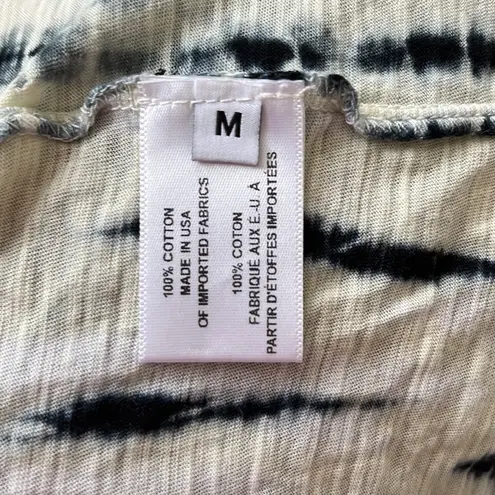 M
100% COTTON
MADE IN USA
OF IMPORTED FABRICS
100% COTON
FABRIQUÉ AUX É.-U. À
PARTIR D'ÉTOFFES IMPORTÉES